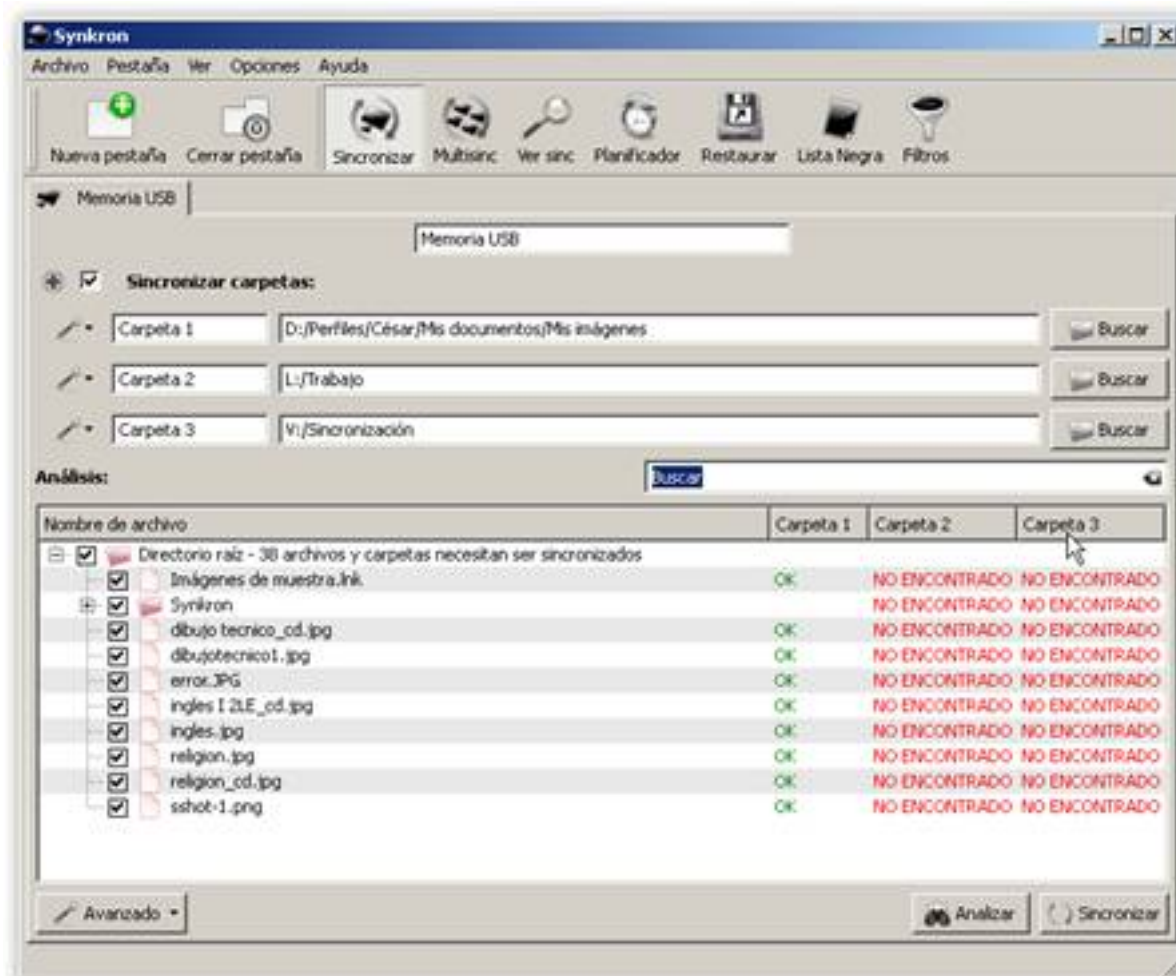 Synkron
Archivo Pestaña Ver Opciones Ayuda
Nueva pestaña Cerrar pestaña Sincronizar Multisinc Ver sinc Planificador Restaurar Lista Negra Filtros
Memoria USB
Memoria USB
Sincronizar carpetas:
Carpeta 1 D:/Perfiles/César/Mis documentos/Mis imágenes Buscar
Carpeta 2 L:/Trabajo Buscar
Carpeta 3 V:/Sincronización Buscar
Análisis: Buscar
Nombre de archivo Carpeta 1 Carpeta 2 Carpeta 3
Directorio raíz - 38 archivos y carpetas necesitan ser sincronizados
Imágenes de muestra.lnk OK NO ENCONTRADO NO ENCONTRADO
Synkron NO ENCONTRADO NO ENCONTRADO
dibujo tecnico_cd.jpg OK NO ENCONTRADO NO ENCONTRADO
dibujotecnico1.jpg OK NO ENCONTRADO NO ENCONTRADO
error.JPG OK NO ENCONTRADO NO ENCONTRADO
ingles I 2LE_cd.jpg OK NO ENCONTRADO NO ENCONTRADO
ingles.jpg OK NO ENCONTRADO NO ENCONTRADO
religion.jpg OK NO ENCONTRADO NO ENCONTRADO
religion_cd.jpg OK NO ENCONTRADO NO ENCONTRADO
sshot-1.png OK NO ENCONTRADO NO ENCONTRADO
Avanzado Analizar Sincronizar